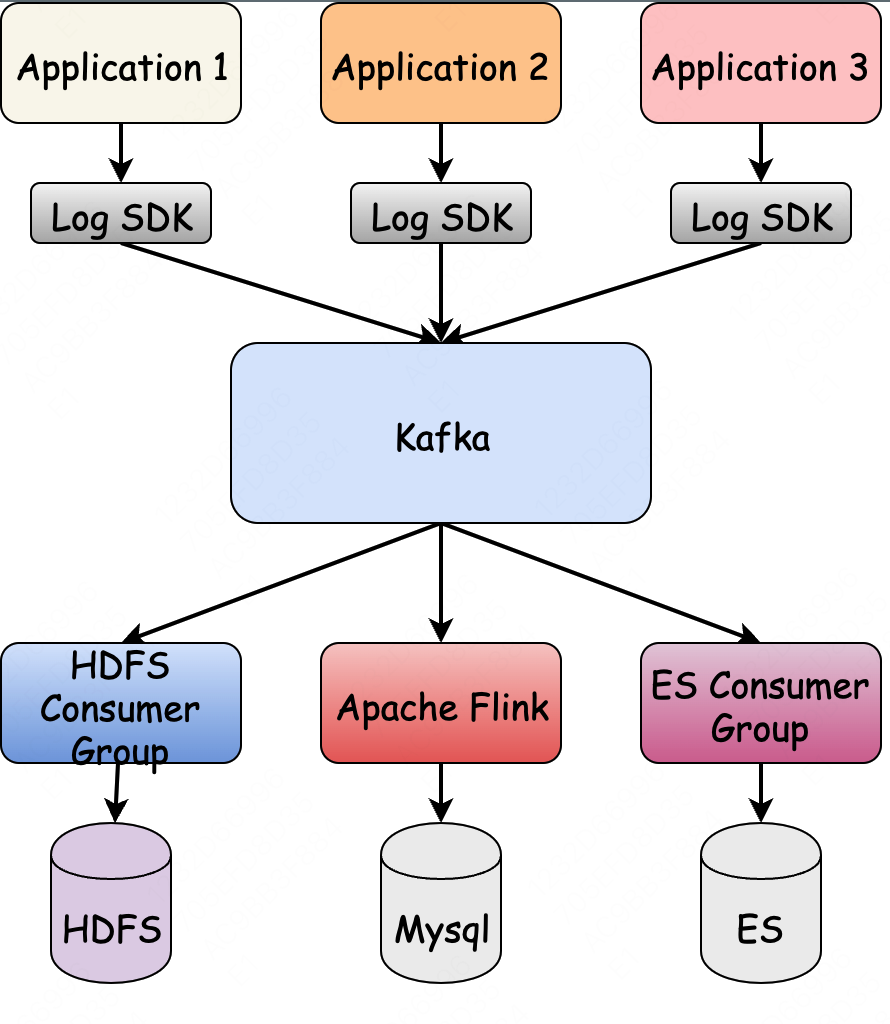 Application 1
Application 2
Application 3
Log SDK
Log SDK
Log SDK
Kafka
HDFS
Consumer
Group
Apache Flink
ES Consumer
Group
HDFS
Mysql
ES